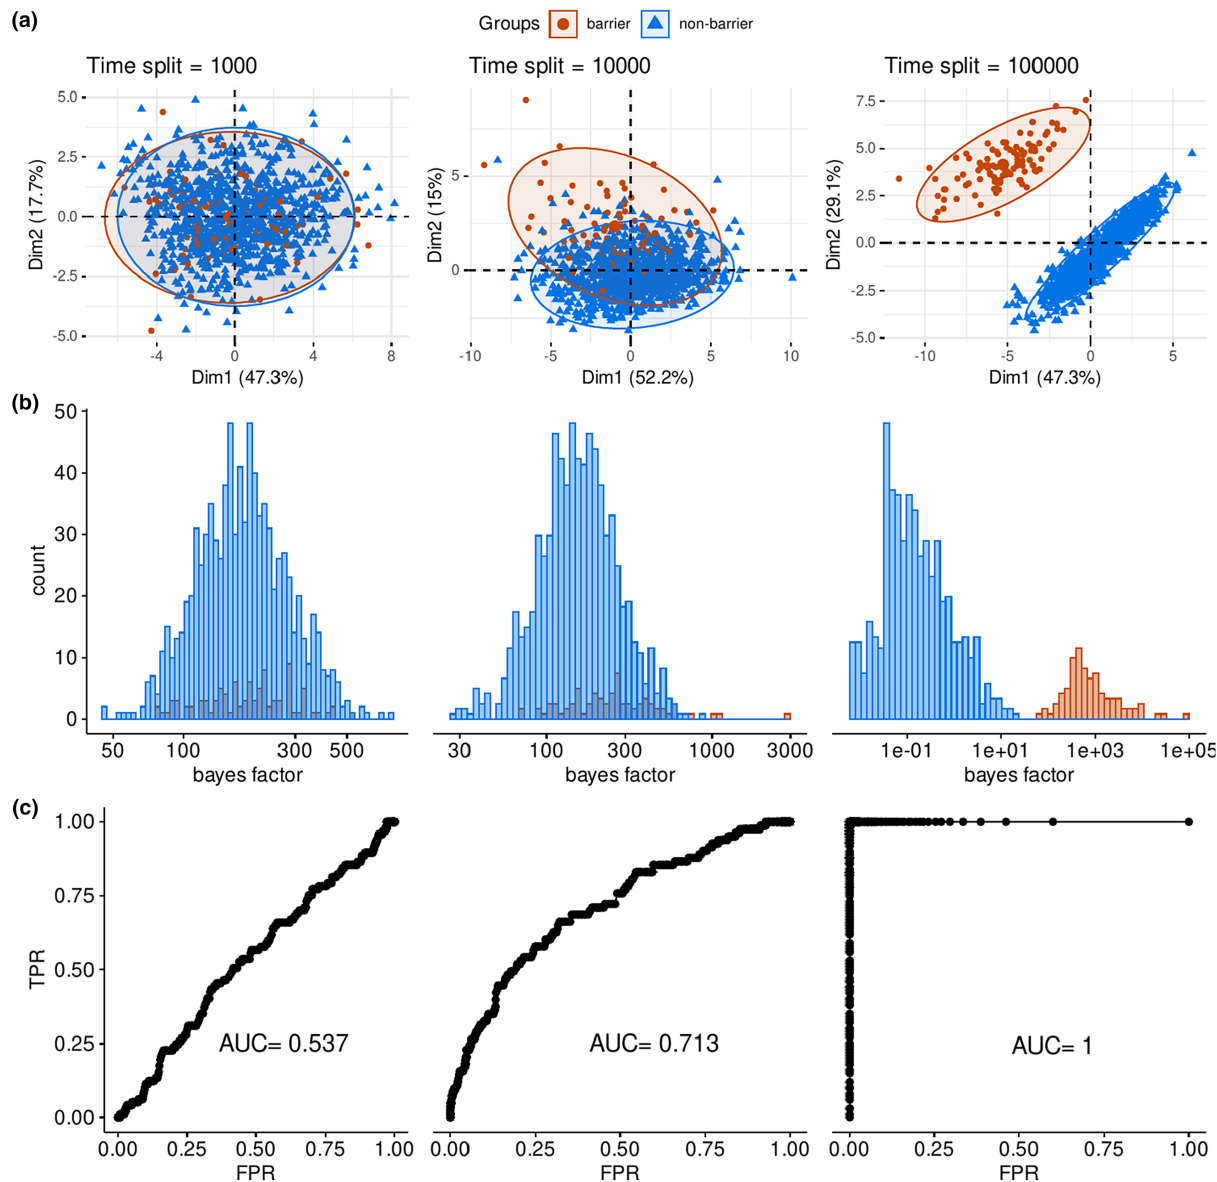 (a)
Groups barrier non-barrier
Time split = 1000
Time split = 10000
Time split = 100000
Dim2 (17.7%)
5.0
2.5
0.0
-2.5
-5.0
-4 0 4 8
Dim1 (47.3%)
Dim2 (15%)
5
0
-10 -5 0 5 10
Dim1 (52.2%)
Dim2 (29.1%)
7.5
5.0
2.5
0.0
-2.5
-5.0
-10 -5 0 5
Dim1 (47.3%)
(b)
count
50
40
30
20
10
0
50 100 300 500
bayes factor
30 100 300 1000 3000
bayes factor
1e-01 1e+01 1e+03 1e+05
bayes factor
(c)
TPR
1.00
0.75
0.50
0.25
0.00
AUC= 0.537
AUC= 0.713
AUC= 1
0.00 0.25 0.50 0.75 1.00
FPR
0.00 0.25 0.50 0.75 1.00
FPR
0.00 0.25 0.50 0.75 1.00
FPR